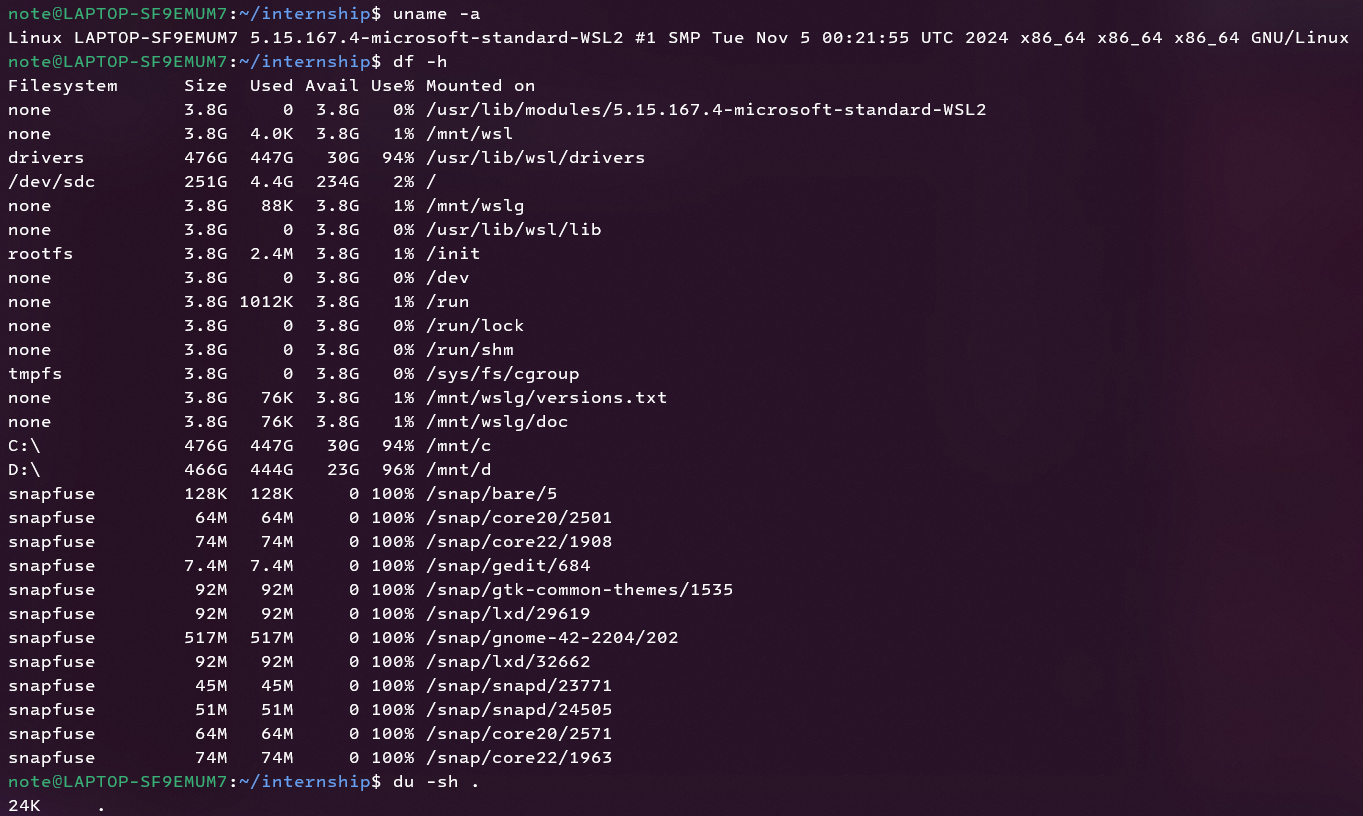 note@LAPTOP-SF9EMUM7:~/internship$ uname -a
Linux LAPTOP-SF9EMUM7 5.15.167.4-microsoft-standard-WSL2 #1 SMP Tue Nov 5 00:21:55 UTC 2024 x86_64 x86_64 x86_64 GNU/Linux
note@LAPTOP-SF9EMUM7:~/internship$ df -h
Filesystem      Size  Used Avail Use% Mounted on
none            3.8G     0  3.8G   0% /usr/lib/modules/5.15.167.4-microsoft-standard-WSL2
none            3.8G  4.0K  3.8G   1% /mnt/wsl
drivers         476G  447G   30G  94% /usr/lib/wsl/drivers
/dev/sdc        251G  4.4G  234G   2% /
none            3.8G   88K  3.8G   1% /mnt/wslg
none            3.8G     0  3.8G   0% /usr/lib/wsl/lib
rootfs          3.8G  2.4M  3.8G   1% /init
none            3.8G     0  3.8G   0% /dev
none            3.8G 1012K  3.8G   1% /run
none            3.8G     0  3.8G   0% /run/lock
none            3.8G     0  3.8G   0% /run/shm
tmpfs           3.8G     0  3.8G   0% /sys/fs/cgroup
none            3.8G   76K  3.8G   1% /mnt/wslg/versions.txt
none            3.8G   76K  3.8G   1% /mnt/wslg/doc
C:\             476G  447G   30G  94% /mnt/c
D:\             466G  444G   23G  96% /mnt/d
snapfuse        128K  128K     0 100% /snap/bare/5
snapfuse         64M   64M     0 100% /snap/core20/2501
snapfuse         74M   74M     0 100% /snap/core22/1908
snapfuse        7.4M  7.4M     0 100% /snap/gedit/684
snapfuse         92M   92M     0 100% /snap/gtk-common-themes/1535
snapfuse         92M   92M     0 100% /snap/lxd/29619
snapfuse        517M  517M     0 100% /snap/gnome-42-2204/202
snapfuse         92M   92M     0 100% /snap/lxd/32662
snapfuse         45M   45M     0 100% /snap/snapd/23771
snapfuse         51M   51M     0 100% /snap/snapd/24505
snapfuse         64M   64M     0 100% /snap/core20/2571
snapfuse         74M   74M     0 100% /snap/core22/1963
note@LAPTOP-SF9EMUM7:~/internship$ du -sh .
24K     .